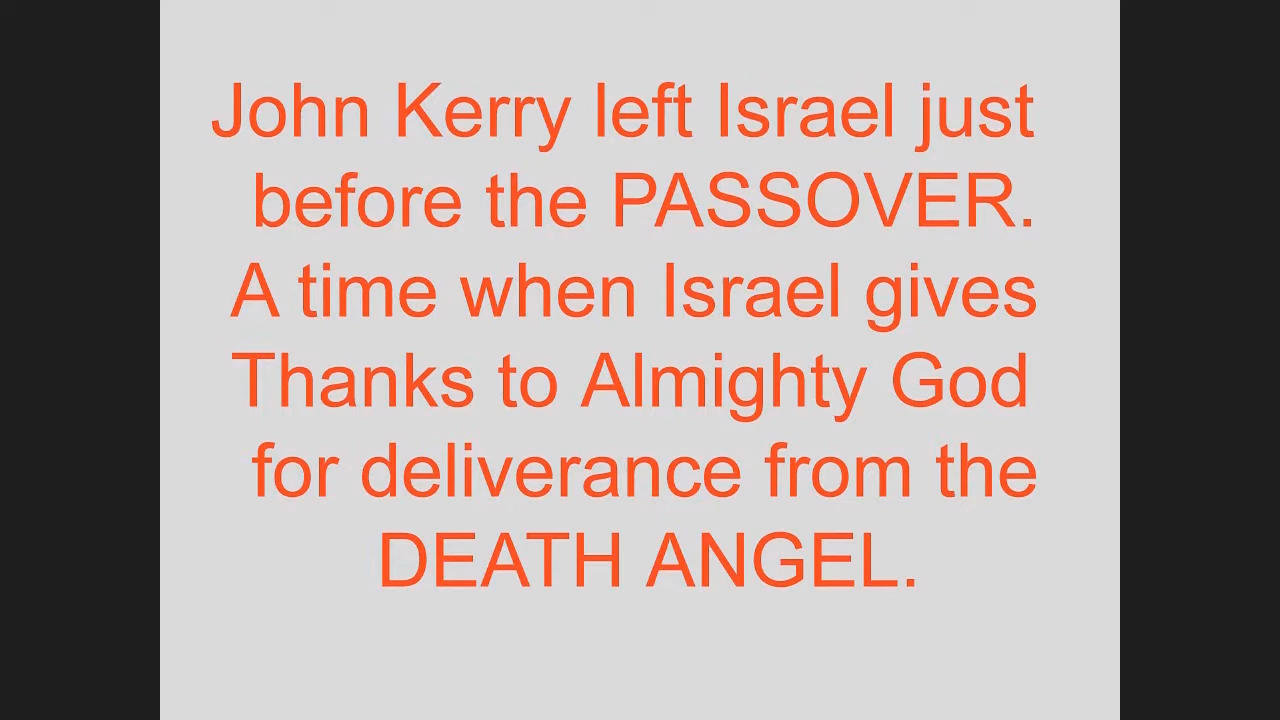 John Kerry left Israel just
before the PASSOVER.
A time when Israel gives
Thanks to Almighty God
for deliverance from the
DEATH ANGEL.